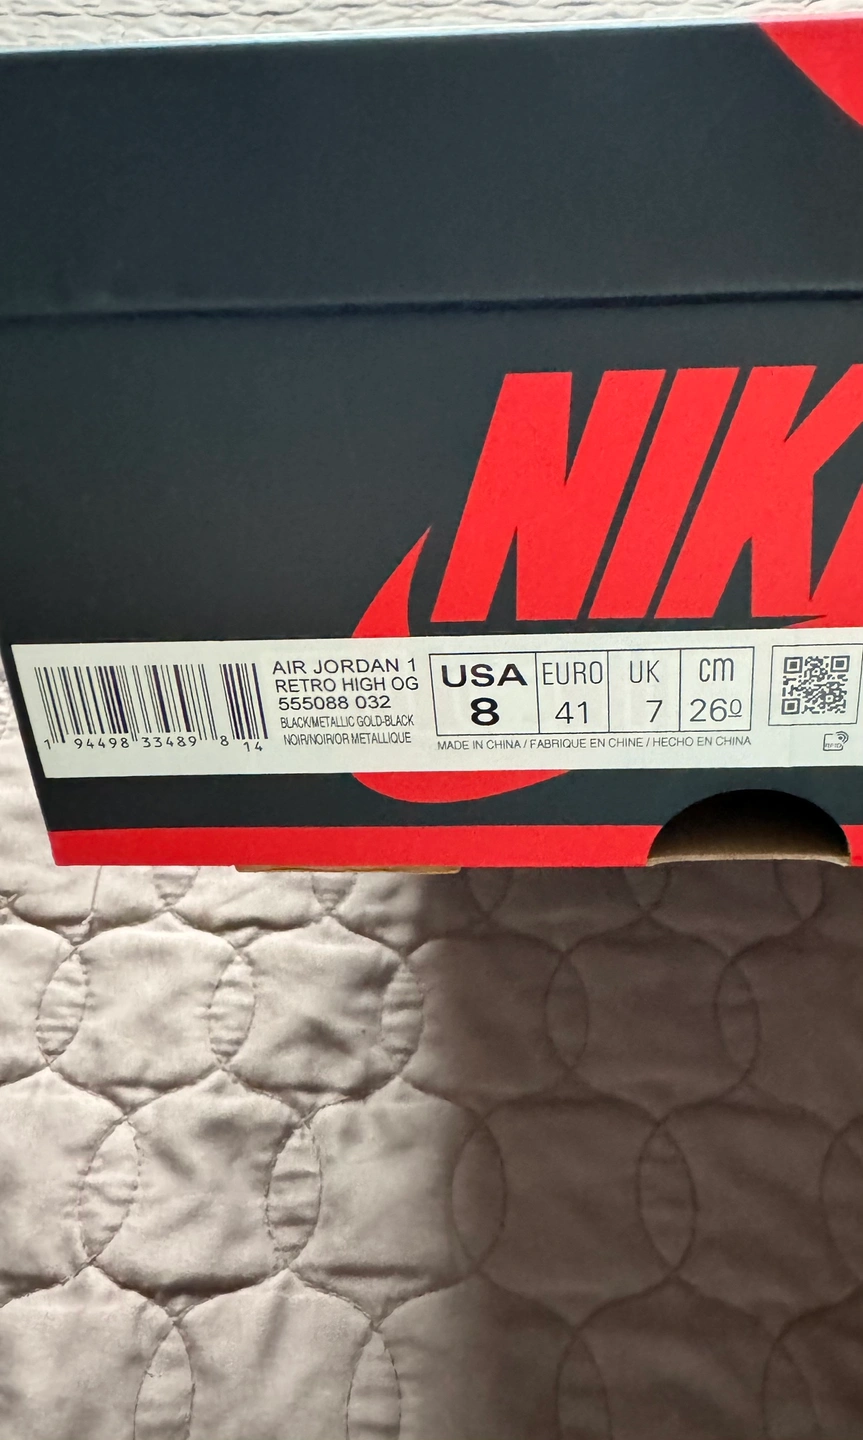 NIK
AIR JORDAN 1
RETRO HIGH OG
555088 032
BLACK/METALLIC GOLD-BLACK
NOIR/NOIR/OR METALLIQUE
1 94498 33489 8 14
USA EURO UK cm
8 41 7 26º
MADE IN CHINA / FABRIQUE EN CHINE / HECHO EN CHINA
RFID